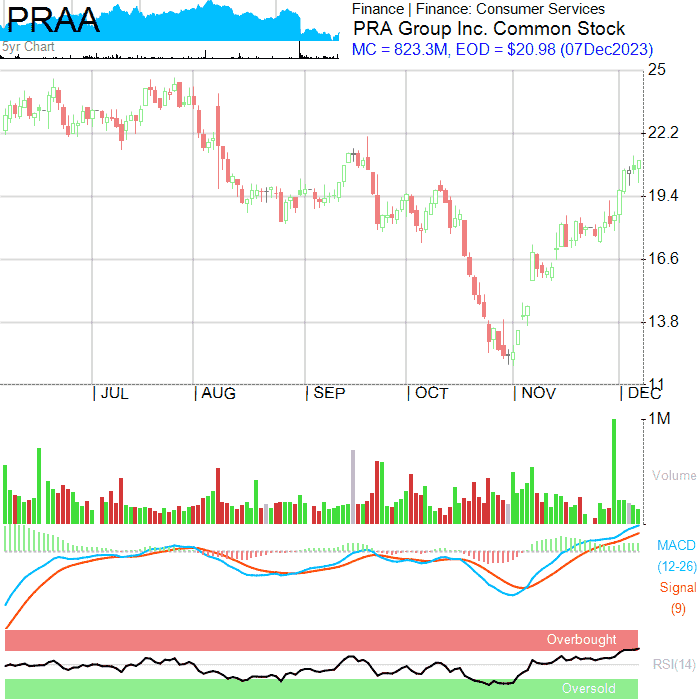 PRAA
Finance | Finance: Consumer Services
PRA Group Inc. Common Stock
MC = 823.3M, EOD = $20.98 (07Dec2023)
5yr Chart
25
22.2
19.4
16.6
13.8
11
| JUL | AUG | SEP | OCT | NOV | DEC
1M
Volume
MACD
(12-26)
Signal
(9)
Overbought
RSI(14)
Oversold